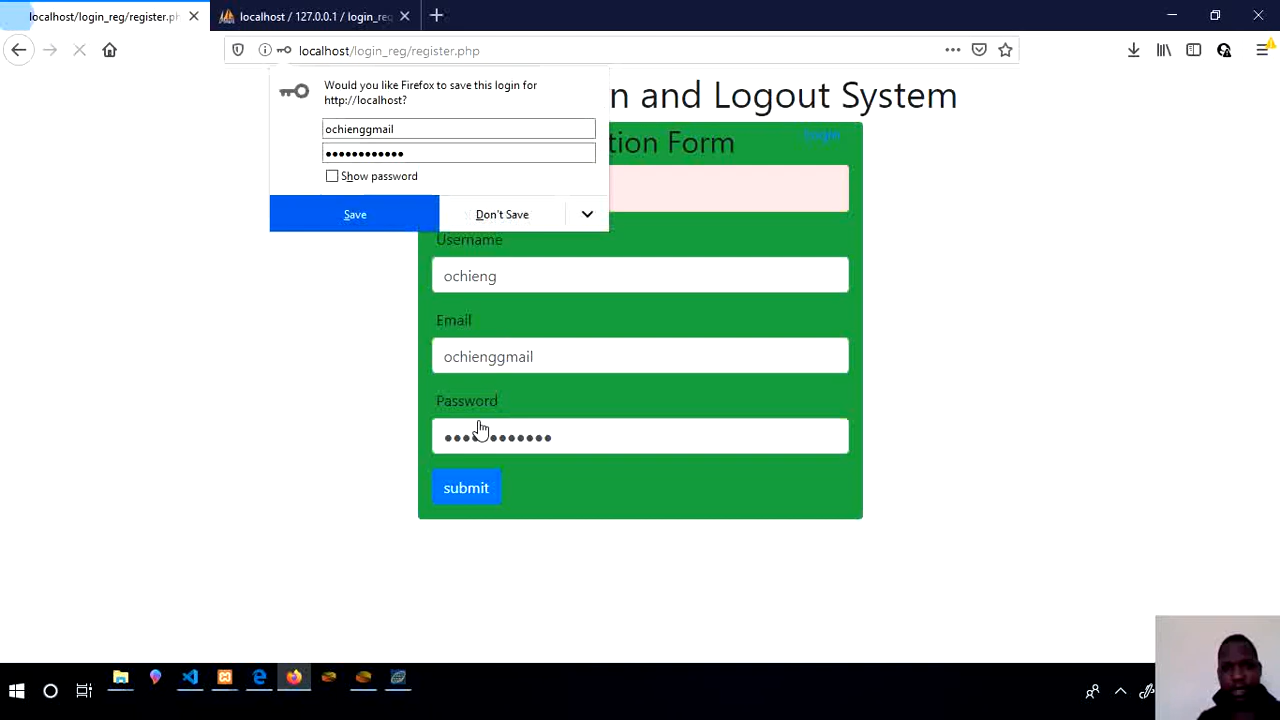 localhost/login_reg/register.ph
localhost / 127.0.0.1 / login_reg
localhost/login_reg/register.php
Would you like Firefox to save this login for
http://localhost?
ochienggmail
••••••••••••
Show password
Save
Don't Save
n and Logout System
tion Form
Login
Username
ochieng
Email
ochienggmail
Password
••••••••••••
submit